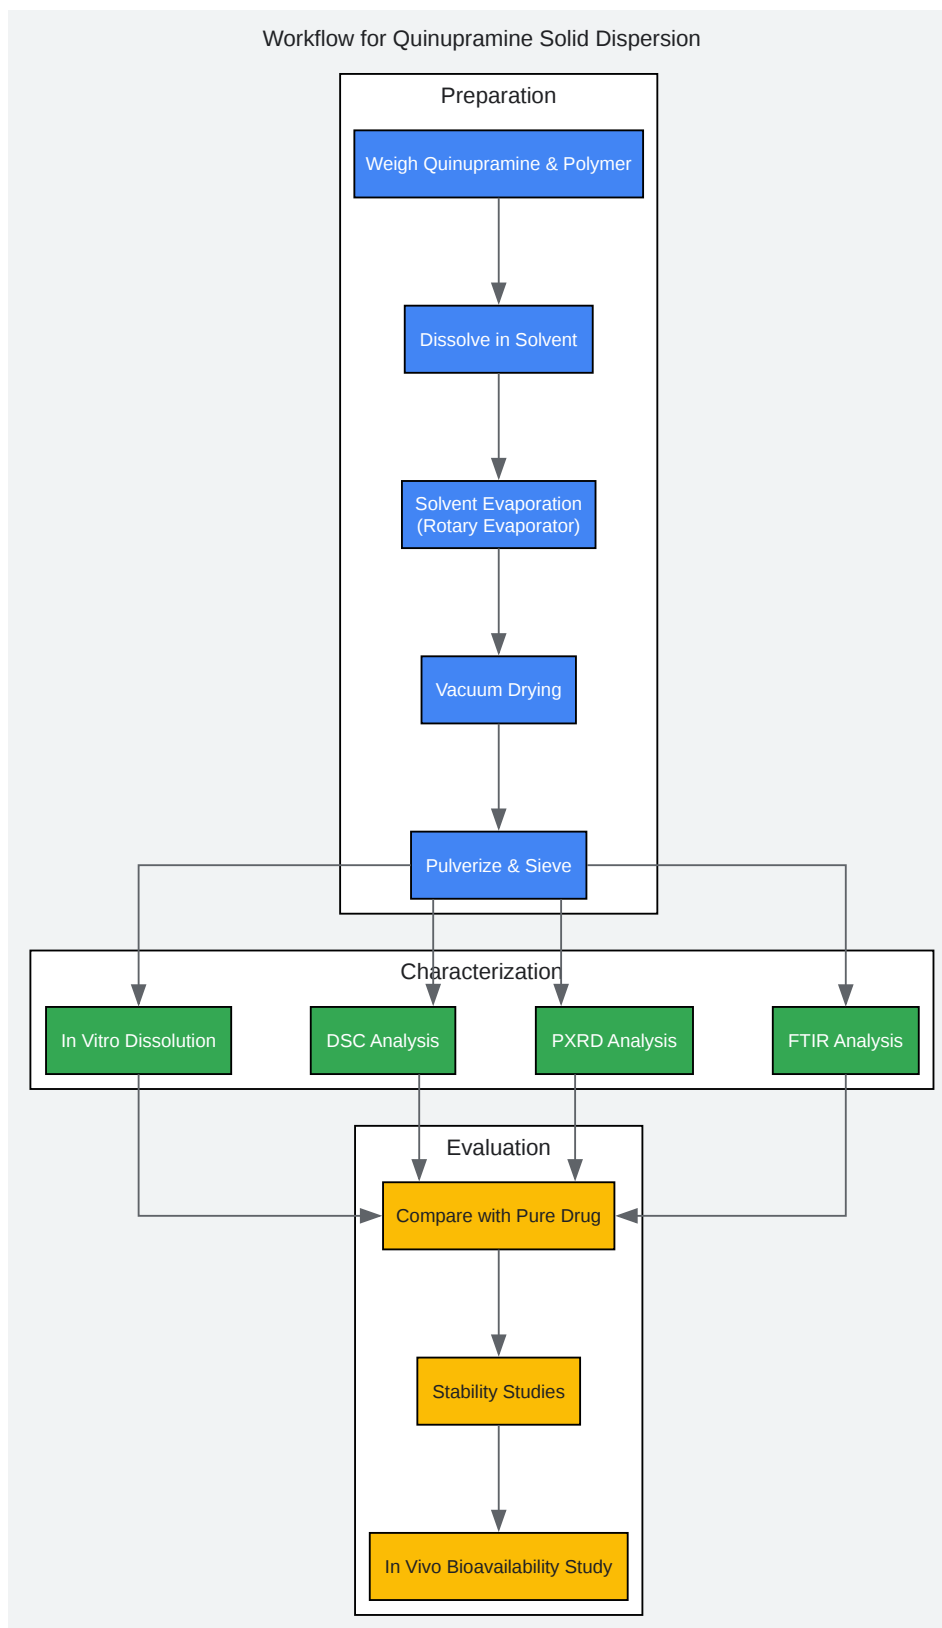 Workflow for Quinupramine Solid Dispersion
Preparation
Weigh Quinupramine & Polymer
Dissolve in Solvent
Solvent Evaporation
(Rotary Evaporator)
Vacuum Drying
Pulverize & Sieve
Characterization
In Vitro Dissolution
DSC Analysis
PXRD Analysis
FTIR Analysis
Evaluation
Compare with Pure Drug
Stability Studies
In Vivo Bioavailability Study